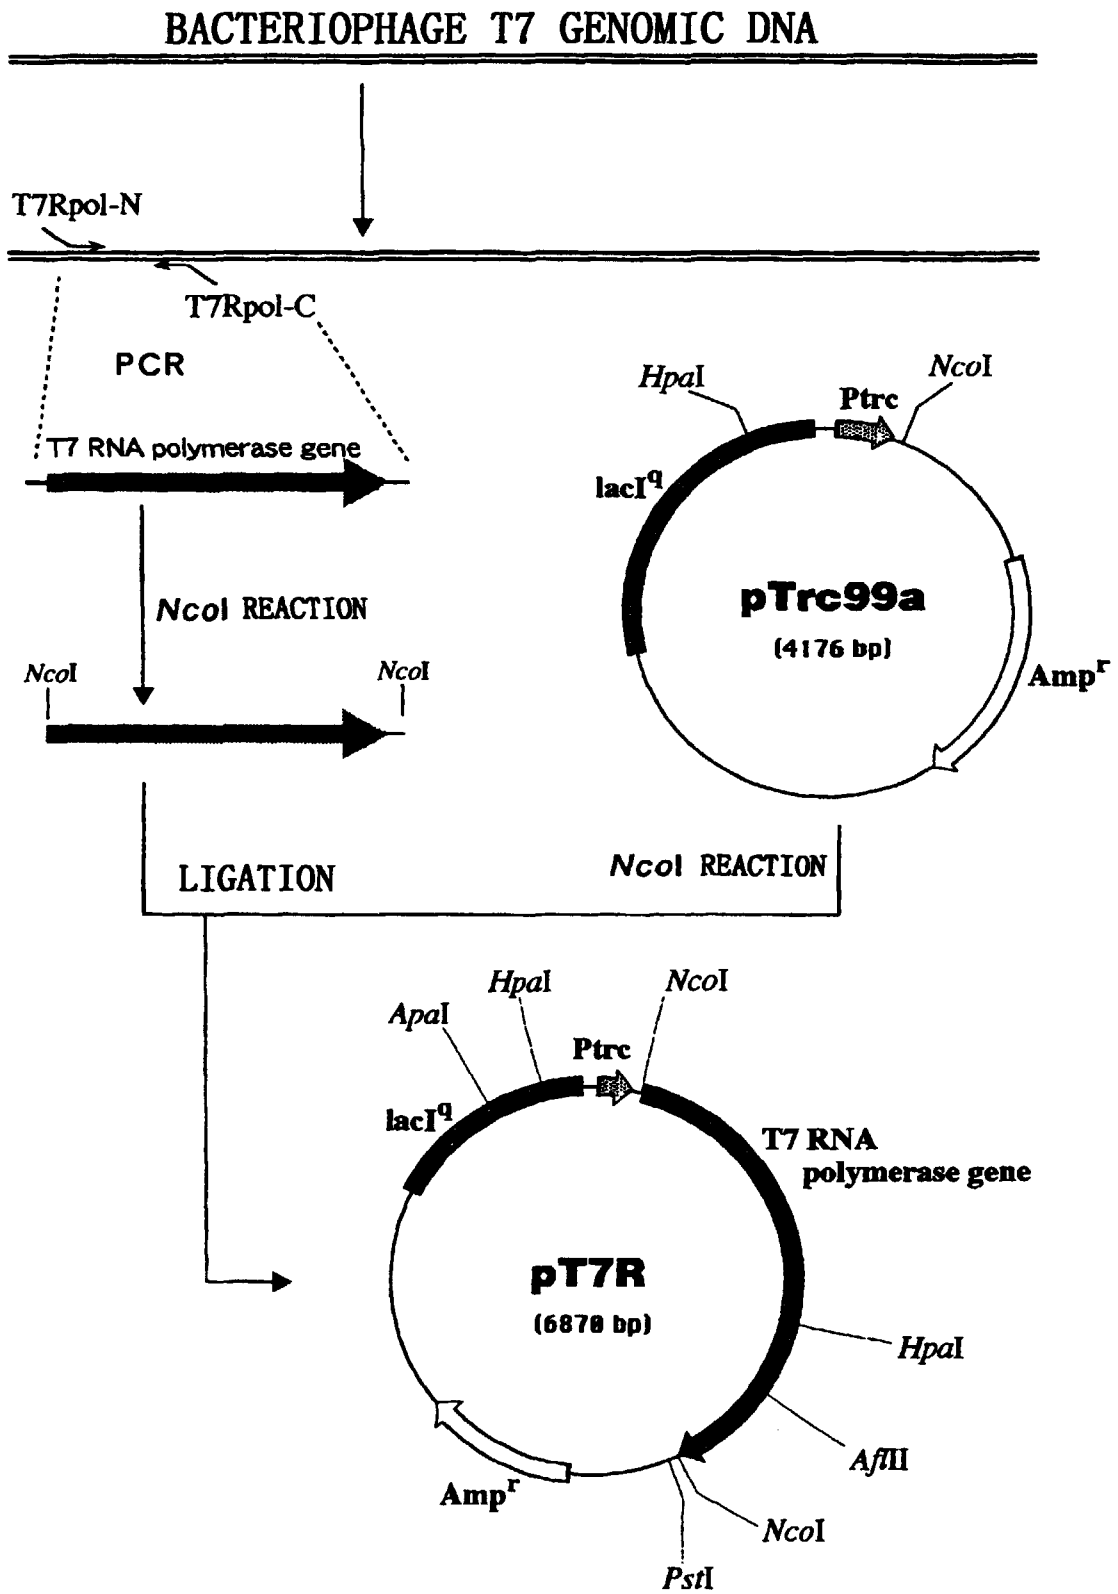 BACTERIOPHAGE T7 GENOMIC DNA
T7Rpol-N
T7Rpol-C
PCR
T7 RNA polymerase gene
NcoI REACTION
NcoI
NcoI
HpaI
Ptrc
NcoI
lacIq
pTrc99a
(4176 bp)
Ampr
LIGATION
NcoI REACTION
HpaI
NcoI
ApaI
Ptrc
lacIq
T7 RNA
polymerase gene
pT7R
(6870 bp)
HpaI
AflII
Ampr
NcoI
PstI